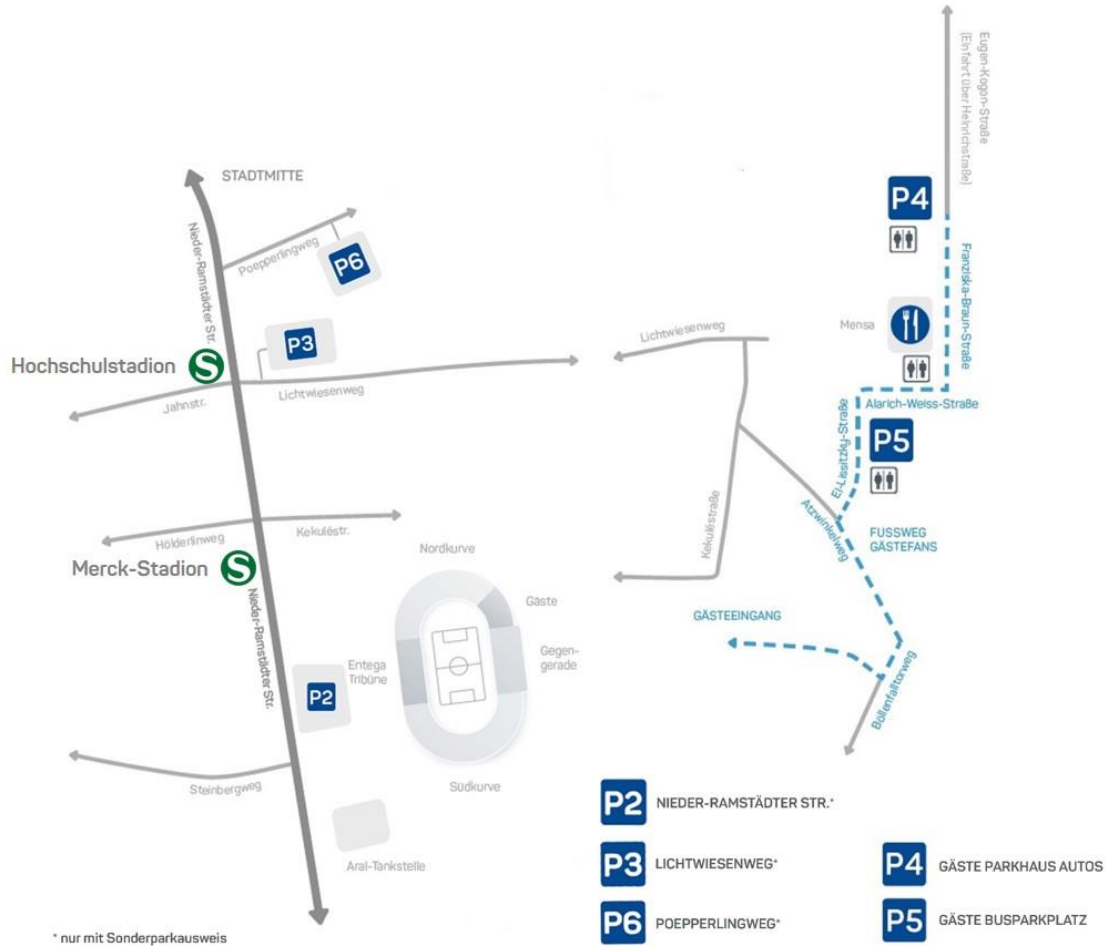 Eugen-Kogon-Straße
(Einfahrt über Heinrichstraße)
STADTMITTE
Nieder-Ramstädter Str.
Poepperlingweg
P6
P3
Hochschulstadion
S
Jahnstr.
Lichtwiesenweg
P4
Franziska-Braun-Straße
Mensa
Lichtwiesenweg
Alarich-Weiss-Straße
El-Lissitzky-Straße
P5
Atzwinkelweg
FUSSWEG
GÄSTEFANS
Kekuléstraße
Hölderlinweg
Kekuléstr.
Merck-Stadion
S
Nieder-Ramstädter Str.
Nordkurve
Gäste
Gegen-
gerade
Entega
Tribüne
P2
Südkurve
GÄSTEEINGANG
Böllenfalltorweg
Steinbergweg
Aral-Tankstelle
P2 NIEDER-RAMSTÄDTER STR.*
P3 LICHTWIESENWEG*
P6 POEPPERLINGWEG*
P4 GÄSTE PARKHAUS AUTOS
P5 GÄSTE BUSPARKPLATZ
* nur mit Sonderparkausweis